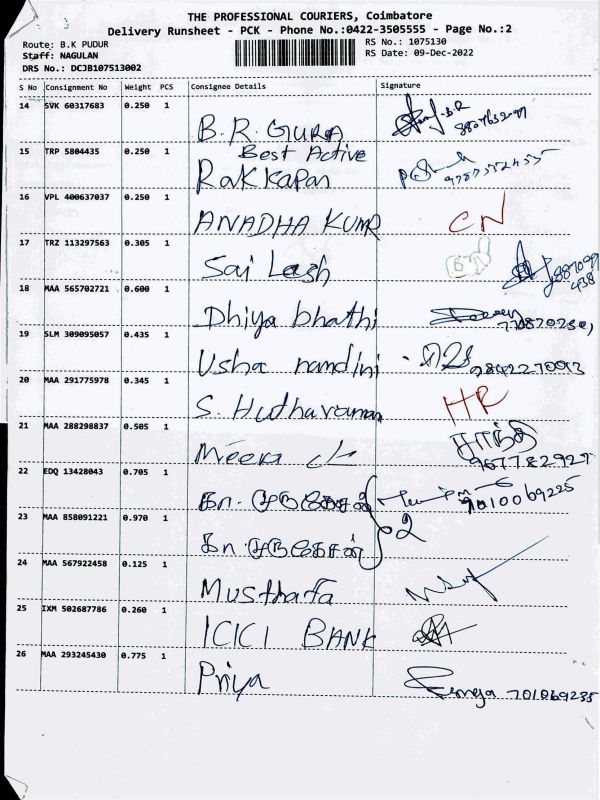 THE PROFESSIONAL COURIERS, Coimbatore
Delivery Runsheet - PCK - Phone No.:0422-3505555 - Page No.:2
Route: B.K PUDUR
RS No.: 1075130
Staff: NAGULAN
RS Date: 09-Dec-2022
DRS No.: DCJB107513002
S No Consignment No Weight PCS Consignee Details Signature
14 SVK 60317683 0.250 1
B.R. GURA
15 TRP 5804435 0.250 1
Best Active
Rakkapan
16 VPL 400637037 0.250 1
ANADHA KUMR CN
17 TRZ 113297563 0.305 1
Sai Lesh
18 MAA 565702721 0.600 1
Dhiya bhathi
19 SLM 309095057 0.435 1
Usha nandini
20 MAA 291775978 0.345 1
S. Hudharaman HR
21 MAA 288298837 0.505 1
Meera சாந்தி
967782927
22 EDQ 13428043 0.705 1
கா. 9010069225
23 MAA 858091221 0.970 1
கா. 2
24 MAA 567922458 0.125 1
Musthafa
25 IXM 502687786 0.260 1
ICICI BANK
26 MAA 293245430 0.775 1
Priya 701069235